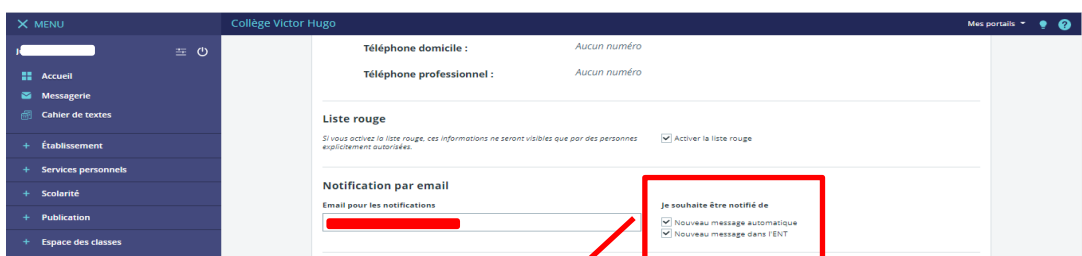 MENU
Collège Victor Hugo
Mes portails
?
Accueil
Messagerie
Cahier de textes
+ Établissement
+ Services personnels
+ Scolarité
+ Publication
+ Espace des classes
Téléphone domicile : Aucun numéro
Téléphone professionnel : Aucun numéro
Liste rouge
Si vous activez la liste rouge, ces informations ne seront visibles que par des personnes
explicitement autorisées.
Activer la liste rouge
Notification par email
Email pour les notifications
Je souhaite être notifié de
Nouveau message automatique
Nouveau message dans l'ENT